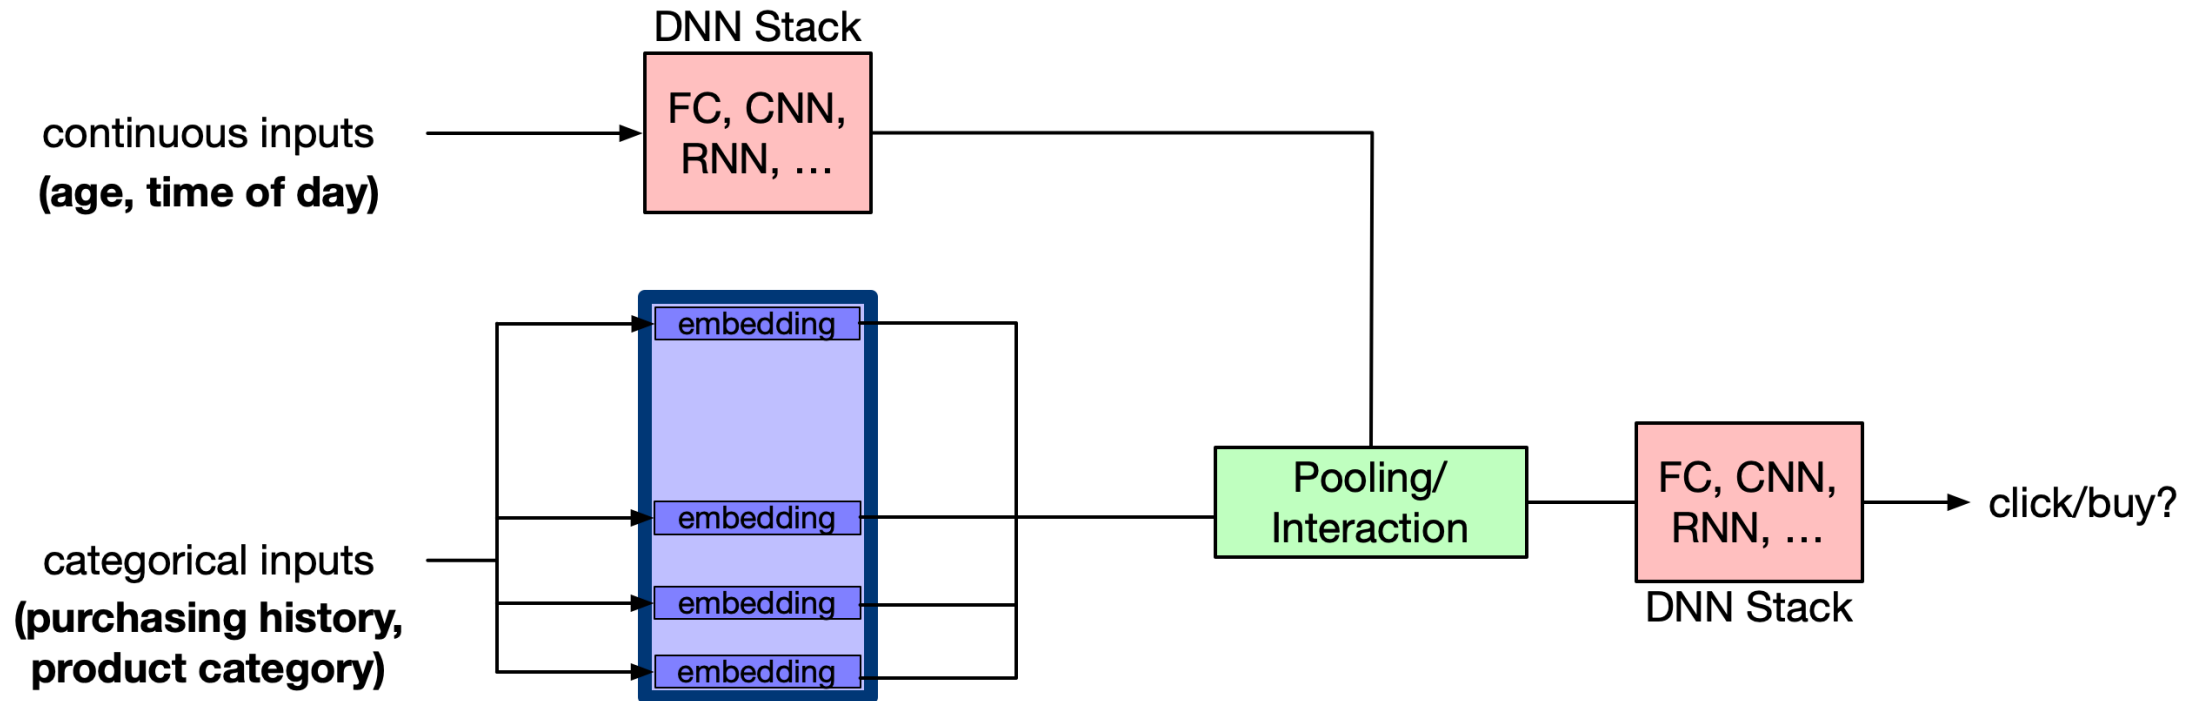 DNN Stack
FC, CNN,
RNN, ...
continuous inputs
(age, time of day)
embedding
embedding
embedding
embedding
categorical inputs
(purchasing history,
product category)
Pooling/
Interaction
FC, CNN,
RNN, ...
DNN Stack
click/buy?